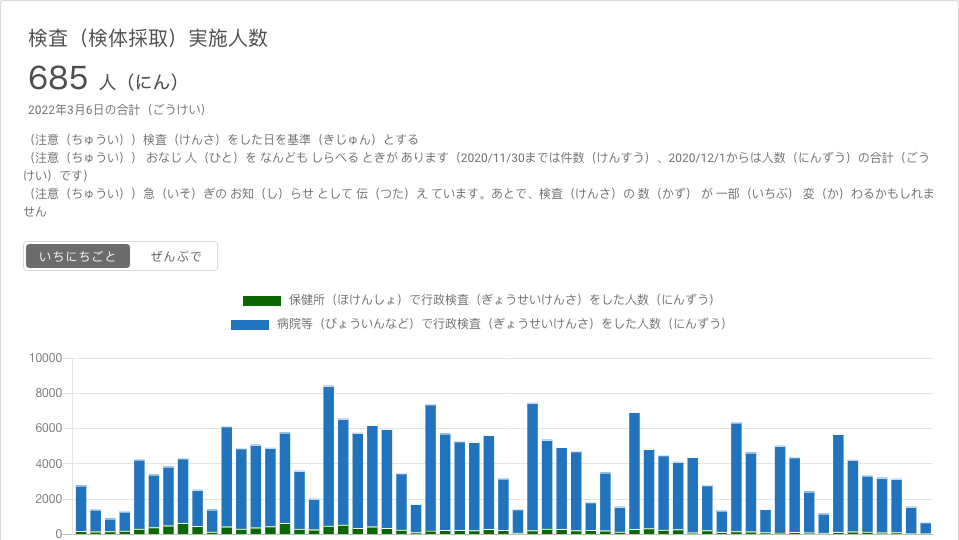 検査（検体採取）実施人数
685 人（にん）
2022年3月6日の合計（ごうけい）
（注意（ちゅうい））検査（けんさ）をした日を基準（きじゅん）とする
（注意（ちゅうい）） おなじ 人（ひと）を なんども しらべる ときが あります（2020/11/30までは件数（けんすう）、2020/12/1からは人数（にんずう）の合計（ごう
けい）です）
（注意（ちゅうい））急（いそ）ぎの お知（し）らせ として 伝（つた）え ています。あとで、検査（けんさ）の 数（かず） が 一部（いちぶ） 変（か）わるかもしれま
せん
いちにちごと ぜんぶで
保健所（ほけんしょ）で行政検査（ぎょうせいけんさ）をした人数（にんずう）
病院等（びょういんなど）で行政検査（ぎょうせいけんさ）をした人数（にんずう）
10000
8000
6000
4000
2000
0